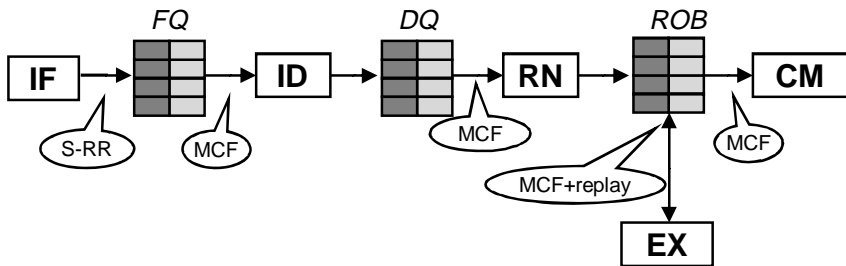 FQ DQ ROB
IF ID RN CM
S-RR MCF MCF MCF
MCF+replay
EX